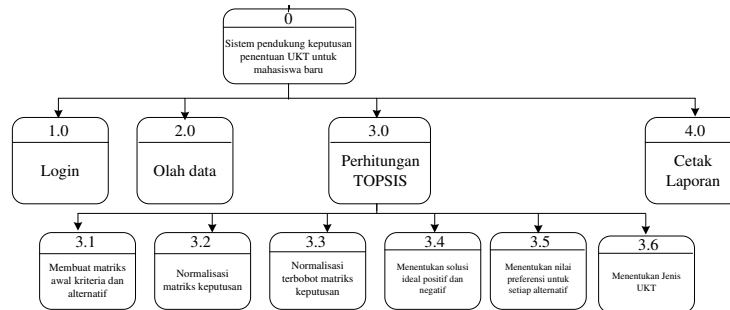 0
Sistem pendukung keputusan
penentuan UKT untuk
mahasiswa baru
1.0
Login
2.0
Olah data
3.0
Perhitungan
TOPSIS
4.0
Cetak
Laporan
3.1
Membuat matriks
awal kriteria dan
alternatif
3.2
Normalisasi
matriks keputusan
3.3
Normalisasi
terbobot matriks
keputusan
3.4
Menentukan solusi
ideal positif dan
negatif
3.5
Menentukan nilai
preferensi untuk
setiap alternatif
3.6
Menentukan Jenis
UKT